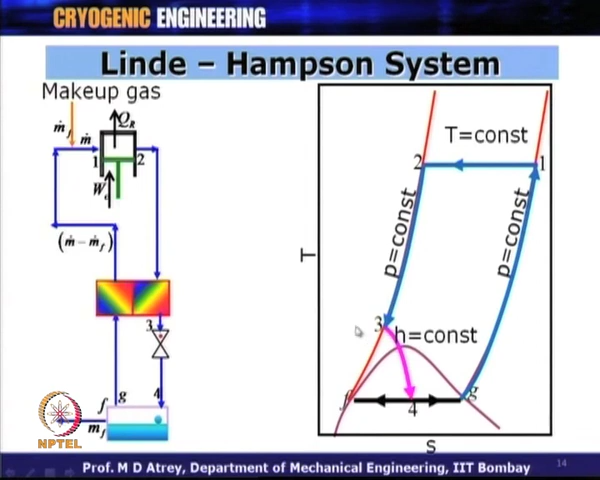 CRYOGENIC ENGINEERING
Linde – Hampson System
Makeup gas
ṁf
ṁ
QR
1
2
Wc
(ṁ – ṁf)
3
f
g
4
mf
NPTEL
T=const
2
1
p=const
p=const
T
3
h=const
f
g
4
s
Prof. M D Atrey, Department of Mechanical Engineering, IIT Bombay
14